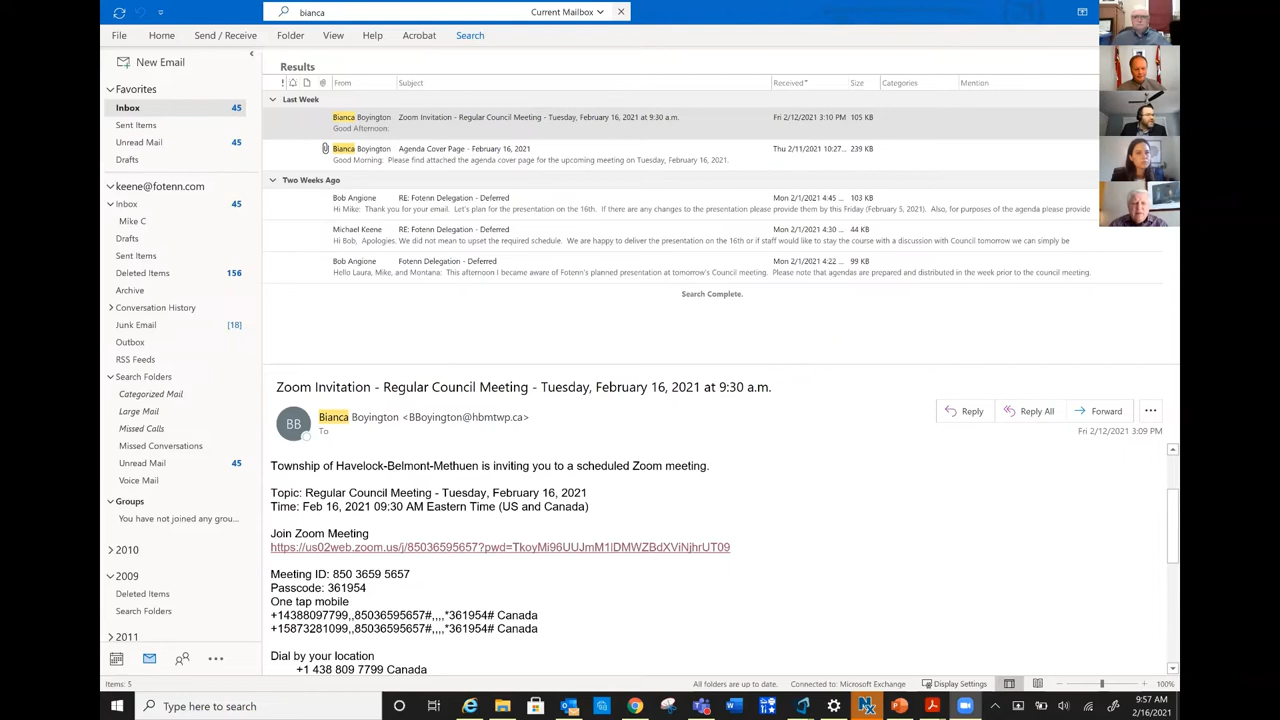 bianca
Current Mailbox
File Home Send / Receive Folder View Help Acrobat Search
New Email
Favorites
Inbox 45
Sent Items
Unread Mail 45
Drafts
keene@fotenn.com
Inbox 45
Mike C
Drafts
Sent Items
Deleted Items 156
Archive
Conversation History
Junk Email [18]
Outbox
RSS Feeds
Search Folders
Categorized Mail
Large Mail
Missed Calls
Missed Conversations
Unread Mail 45
Voice Mail
Groups
You have not joined any grou...
2010
2009
Deleted Items
Search Folders
2011
Items: 5
Results
From Subject Received Size Categories Mention
Last Week
Bianca Boyington Zoom Invitation - Regular Council Meeting - Tuesday, February 16, 2021 at 9:30 a.m. Fri 2/12/2021 3:10 PM 105 KB
Good Afternoon:
Bianca Boyington Agenda Cover Page - February 16, 2021 Thu 2/11/2021 10:27... 239 KB
Good Morning: Please find attached the agenda cover page for the upcoming meeting on Tuesday, February 16, 2021.
Two Weeks Ago
Bob Angione RE: Fotenn Delegation - Deferred Mon 2/1/2021 4:45 ... 103 KB
Hi Mike: Thank you for your email. Let's plan for the presentation on the 16th. If there are any changes to the presentation please provide them by this Friday (February 5, 2021). Also, for purposes of the agenda please provide
Michael Keene RE: Fotenn Delegation - Deferred Mon 2/1/2021 4:30 ... 44 KB
Hi Bob, Apologies. We did not mean to upset the required schedule. We are happy to deliver the presentation on the 16th or if staff would like to stay the course with a discussion with Council tomorrow we can simply be
Bob Angione Fotenn Delegation - Deferred Mon 2/1/2021 4:22 ... 99 KB
Hello Laura, Mike, and Montana: This afternoon I became aware of Fotenn's planned presentation at tomorrow's Council meeting. Please note that agendas are prepared and distributed in the week prior to the council meeting.
Search Complete.
Zoom Invitation - Regular Council Meeting - Tuesday, February 16, 2021 at 9:30 a.m.
BB
Bianca Boyington <BBoyington@hbmtwp.ca>
To
Reply Reply All Forward
Fri 2/12/2021 3:09 PM
Township of Havelock-Belmont-Methuen is inviting you to a scheduled Zoom meeting.
Topic: Regular Council Meeting - Tuesday, February 16, 2021
Time: Feb 16, 2021 09:30 AM Eastern Time (US and Canada)
Join Zoom Meeting
https://us02web.zoom.us/j/85036595657?pwd=TkoyMi96UUJmM1lDMWZBdXViNjhrUT09
Meeting ID: 850 3659 5657
Passcode: 361954
One tap mobile
+14388097799,,85036595657#,,,,*361954# Canada
+15873281099,,85036595657#,,,,*361954# Canada
Dial by your location
+1 438 809 7799 Canada
All folders are up to date. Connected to: Microsoft Exchange Display Settings 100%
Type here to search
9:57 AM
2/16/2021